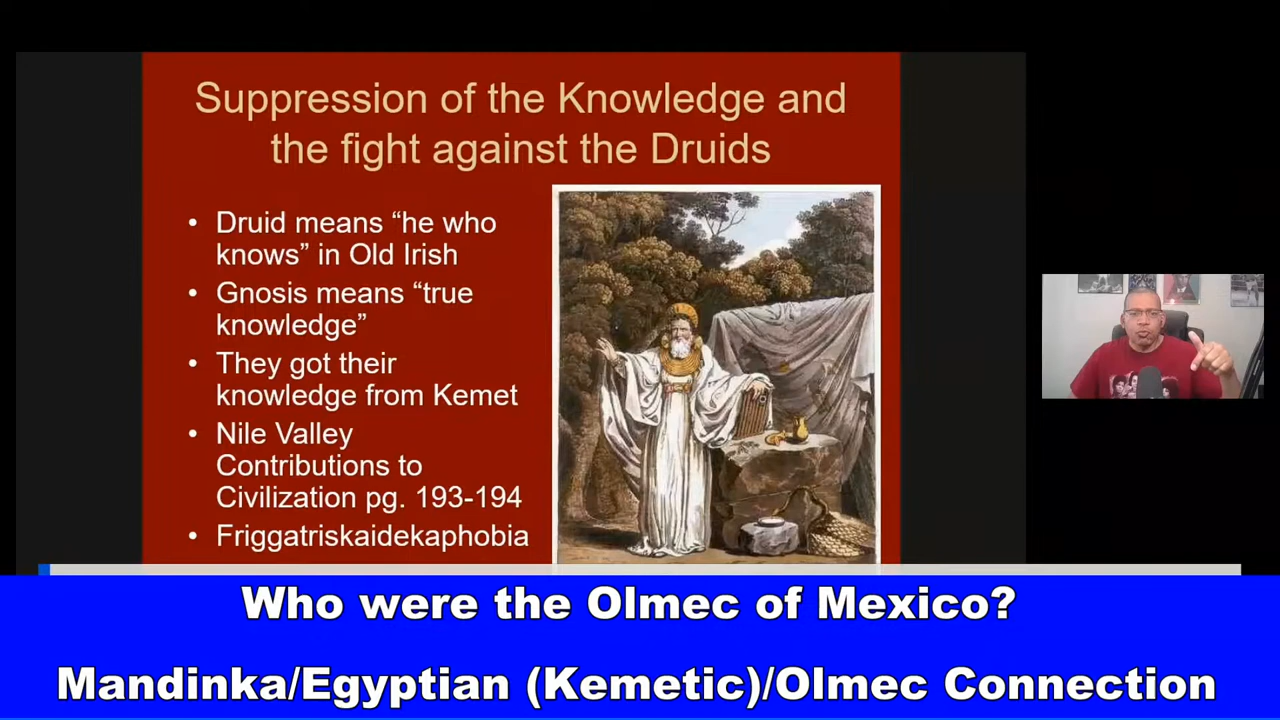 Suppression of the Knowledge and
the fight against the Druids
• Druid means “he who
knows” in Old Irish
• Gnosis means “true
knowledge”
• They got their
knowledge from Kemet
• Nile Valley
Contributions to
Civilization pg. 193-194
• Friggatriskaidekaphobia
Who were the Olmec of Mexico?
Mandinka/Egyptian (Kemetic)/Olmec Connection